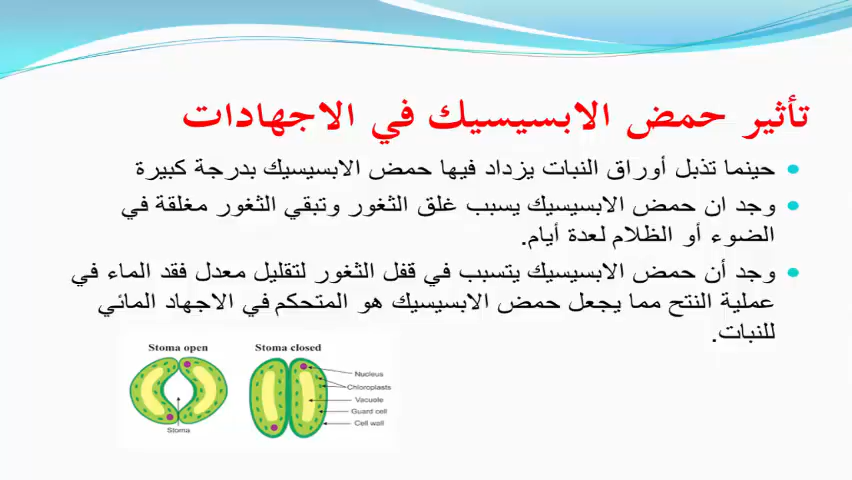 تأثير حمض الابسيسيك في الاجهادات
حينما تذبل أوراق النبات يزداد فيها حمض الابسيسيك بدرجة كبيرة
وجد ان حمض الابسيسيك يسبب غلق الثغور وتبقي الثغور مغلقة في
الضوء أو الظلام لعدة أيام.
وجد أن حمض الابسيسيك يتسبب في قفل الثغور لتقليل معدل فقد الماء في
عملية النتح مما يجعل حمض الابسيسيك هو المتحكم في الاجهاد المائي
للنبات.
Stoma open
Stoma closed
Nucleus
Chloroplasts
Vacuole
Guard cell
Cell wall
Stoma